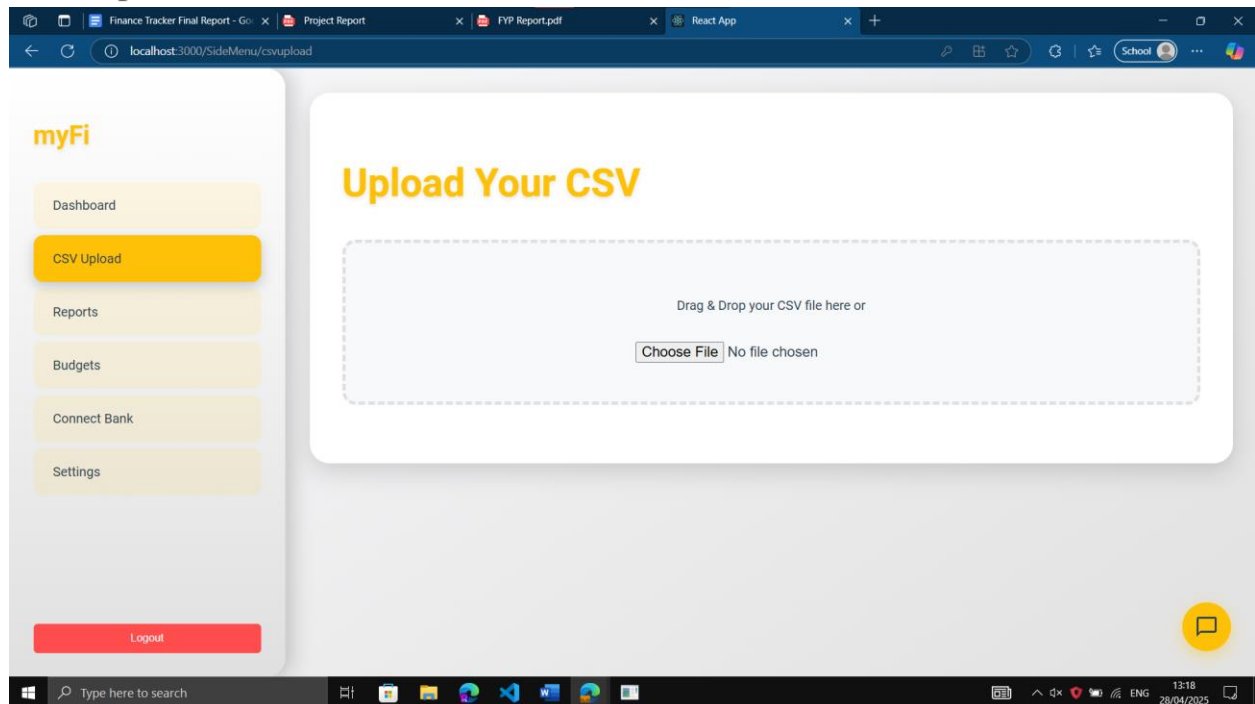 Finance Tracker Final Report - Go
Project Report
FYP Report.pdf
React App
localhost:3000/SideMenu/csvupload
School
myFi
Dashboard
CSV Upload
Reports
Budgets
Connect Bank
Settings
Logout
Upload Your CSV
Drag & Drop your CSV file here or
Choose File No file chosen
Type here to search
ENG
13:18
28/04/2025